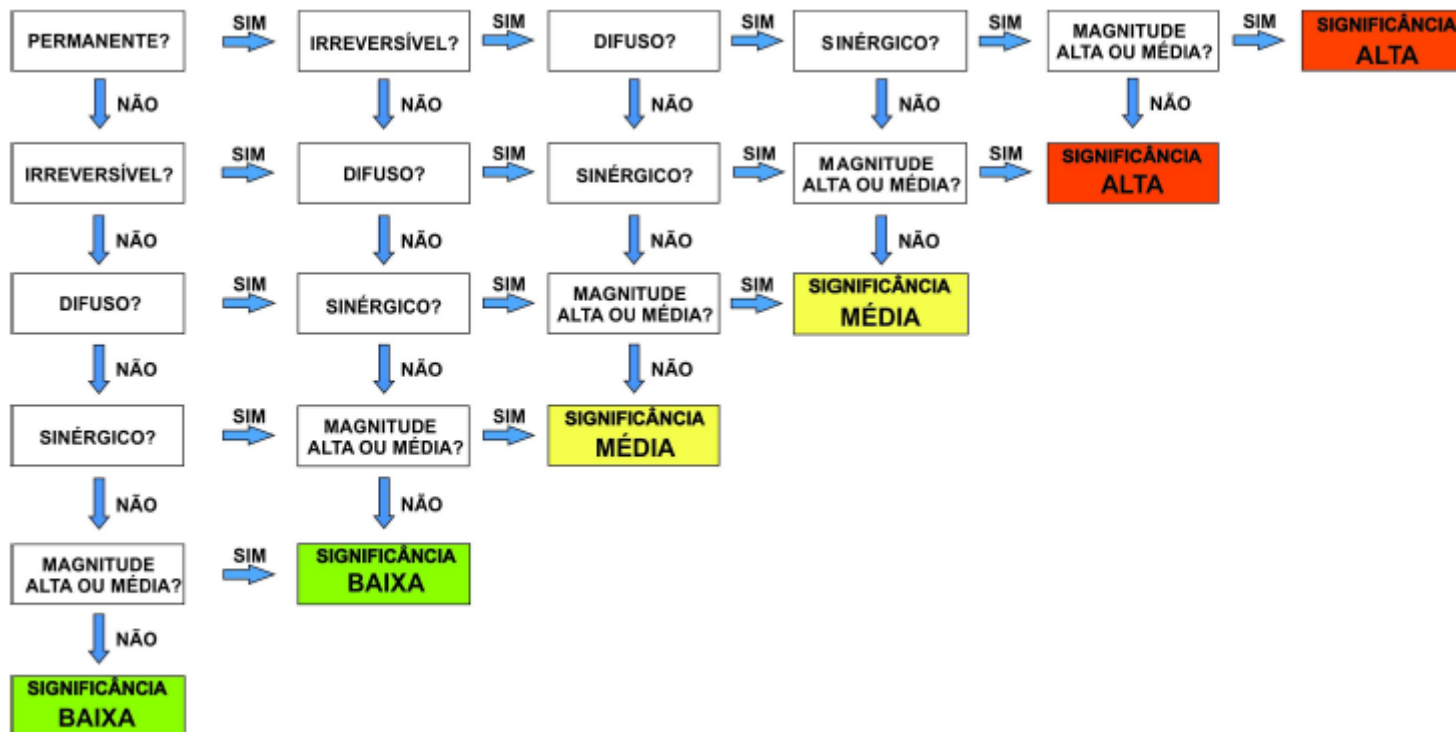 SIM
SIM
SIM
SIM
SIM
PERMANENTE?
IRREVERSÍVEL?
DIFUSO?
SINÉRGICO?
MAGNITUDE
ALTA OU MÉDIA?
SIGNIFICÂNCIA
ALTA
NÃO
NÃO
NÃO
NÃO
NÃO
SIM
SIM
SIM
SIM
IRREVERSÍVEL?
DIFUSO?
SINÉRGICO?
MAGNITUDE
ALTA OU MÉDIA?
SIGNIFICÂNCIA
ALTA
NÃO
NÃO
NÃO
NÃO
SIM
SIM
SIM
DIFUSO?
SINÉRGICO?
MAGNITUDE
ALTA OU MÉDIA?
SIGNIFICÂNCIA
MÉDIA
NÃO
NÃO
NÃO
SIM
SIM
SINÉRGICO?
MAGNITUDE
ALTA OU MÉDIA?
SIGNIFICÂNCIA
MÉDIA
NÃO
NÃO
SIM
MAGNITUDE
ALTA OU MÉDIA?
SIGNIFICÂNCIA
BAIXA
NÃO
SIGNIFICÂNCIA
BAIXA